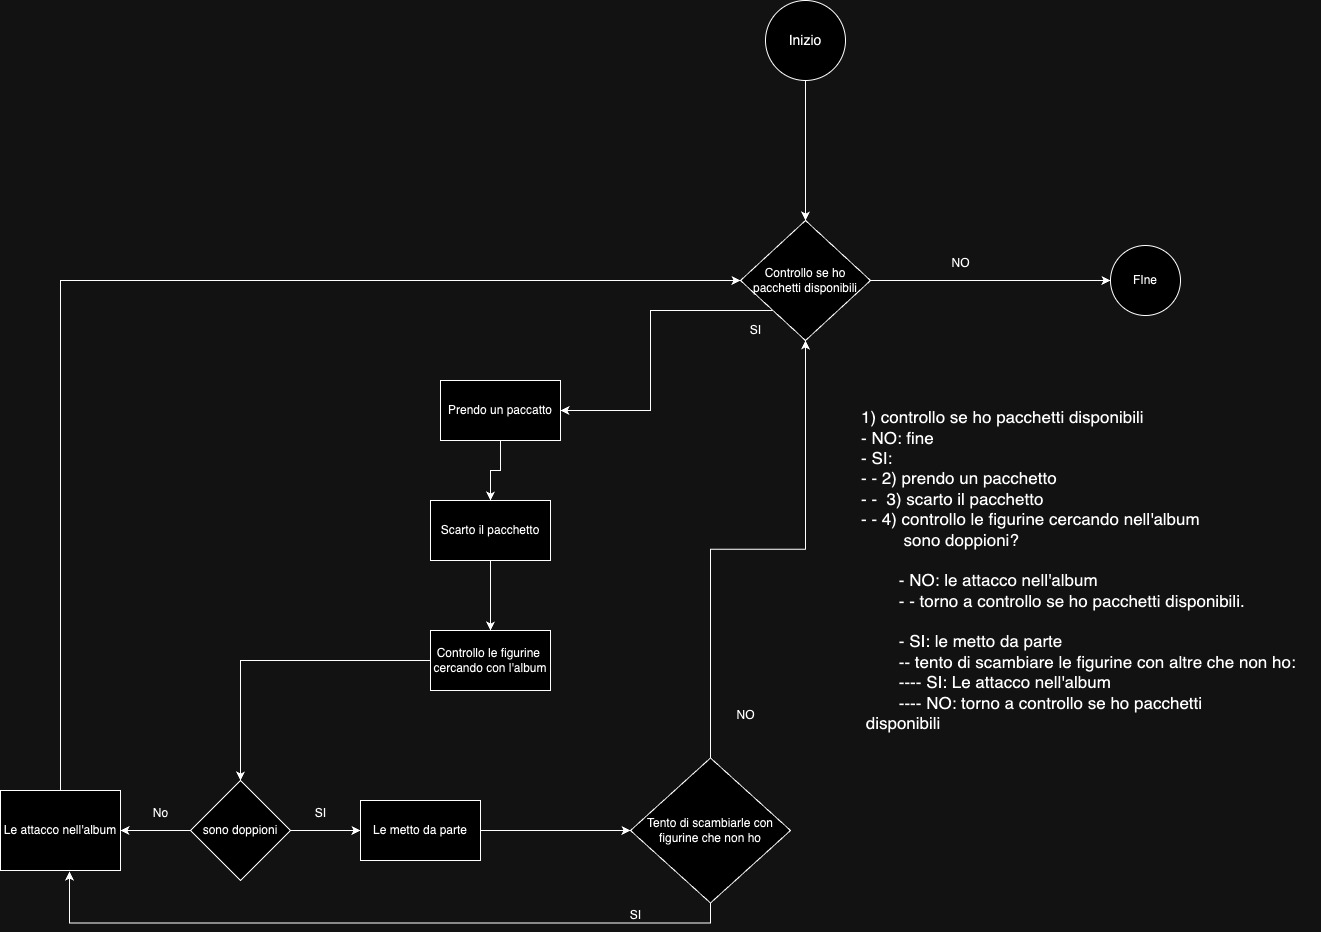 Inizio
Controllo se ho
pacchetti disponibili
NO
FIne
SI
Prendo un paccatto
Scarto il pacchetto
Controllo le figurine
cercando con l'album
1) controllo se ho pacchetti disponibili
- NO: fine
- SI:
- - 2) prendo un pacchetto
- - 3) scarto il pacchetto
- - 4) controllo le figurine cercando nell'album
sono doppioni?
- NO: le attacco nell'album
- - torno a controllo se ho pacchetti disponibili.
- SI: le metto da parte
-- tento di scambiare le figurine con altre che non ho:
---- SI: Le attacco nell'album
---- NO: torno a controllo se ho pacchetti
disponibili
NO
Le attacco nell'album
No
sono doppioni
SI
Le metto da parte
Tento di scambiarle con
figurine che non ho
SI